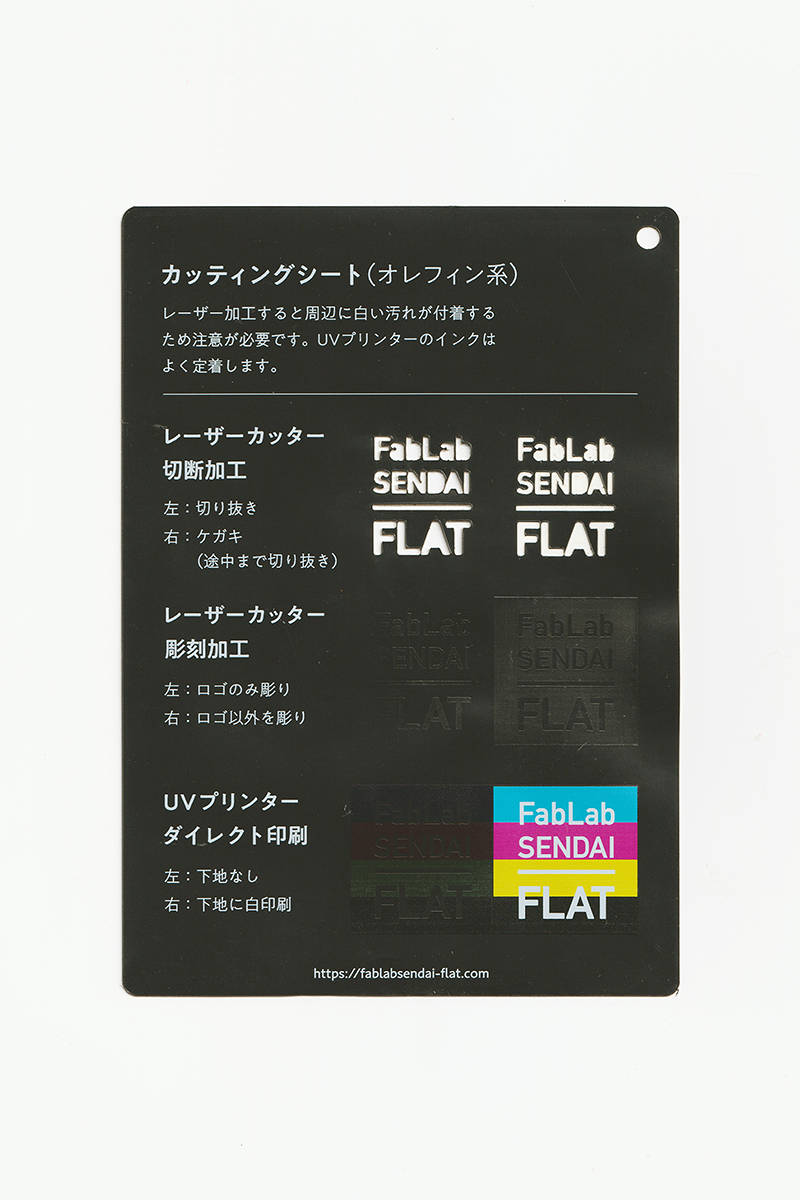 カッティングシート（オレフィン系）
レーザー加工すると周辺に白い汚れが付着する
ため注意が必要です。UVプリンターのインクは
よく定着します。
レーザーカッター
切断加工
左：切り抜き
右：ケガキ
（途中まで切り抜き）
FabLab
SENDAI
FLAT
FabLab
SENDAI
FLAT
レーザーカッター
彫刻加工
左：ロゴのみ彫り
右：ロゴ以外を彫り
FabLab
SENDAI
FLAT
FabLab
SENDAI
FLAT
UVプリンター
ダイレクト印刷
左：下地なし
右：下地に白印刷
FabLab
SENDAI
FLAT
FabLab
SENDAI
FLAT
https://fablabsendai-flat.com